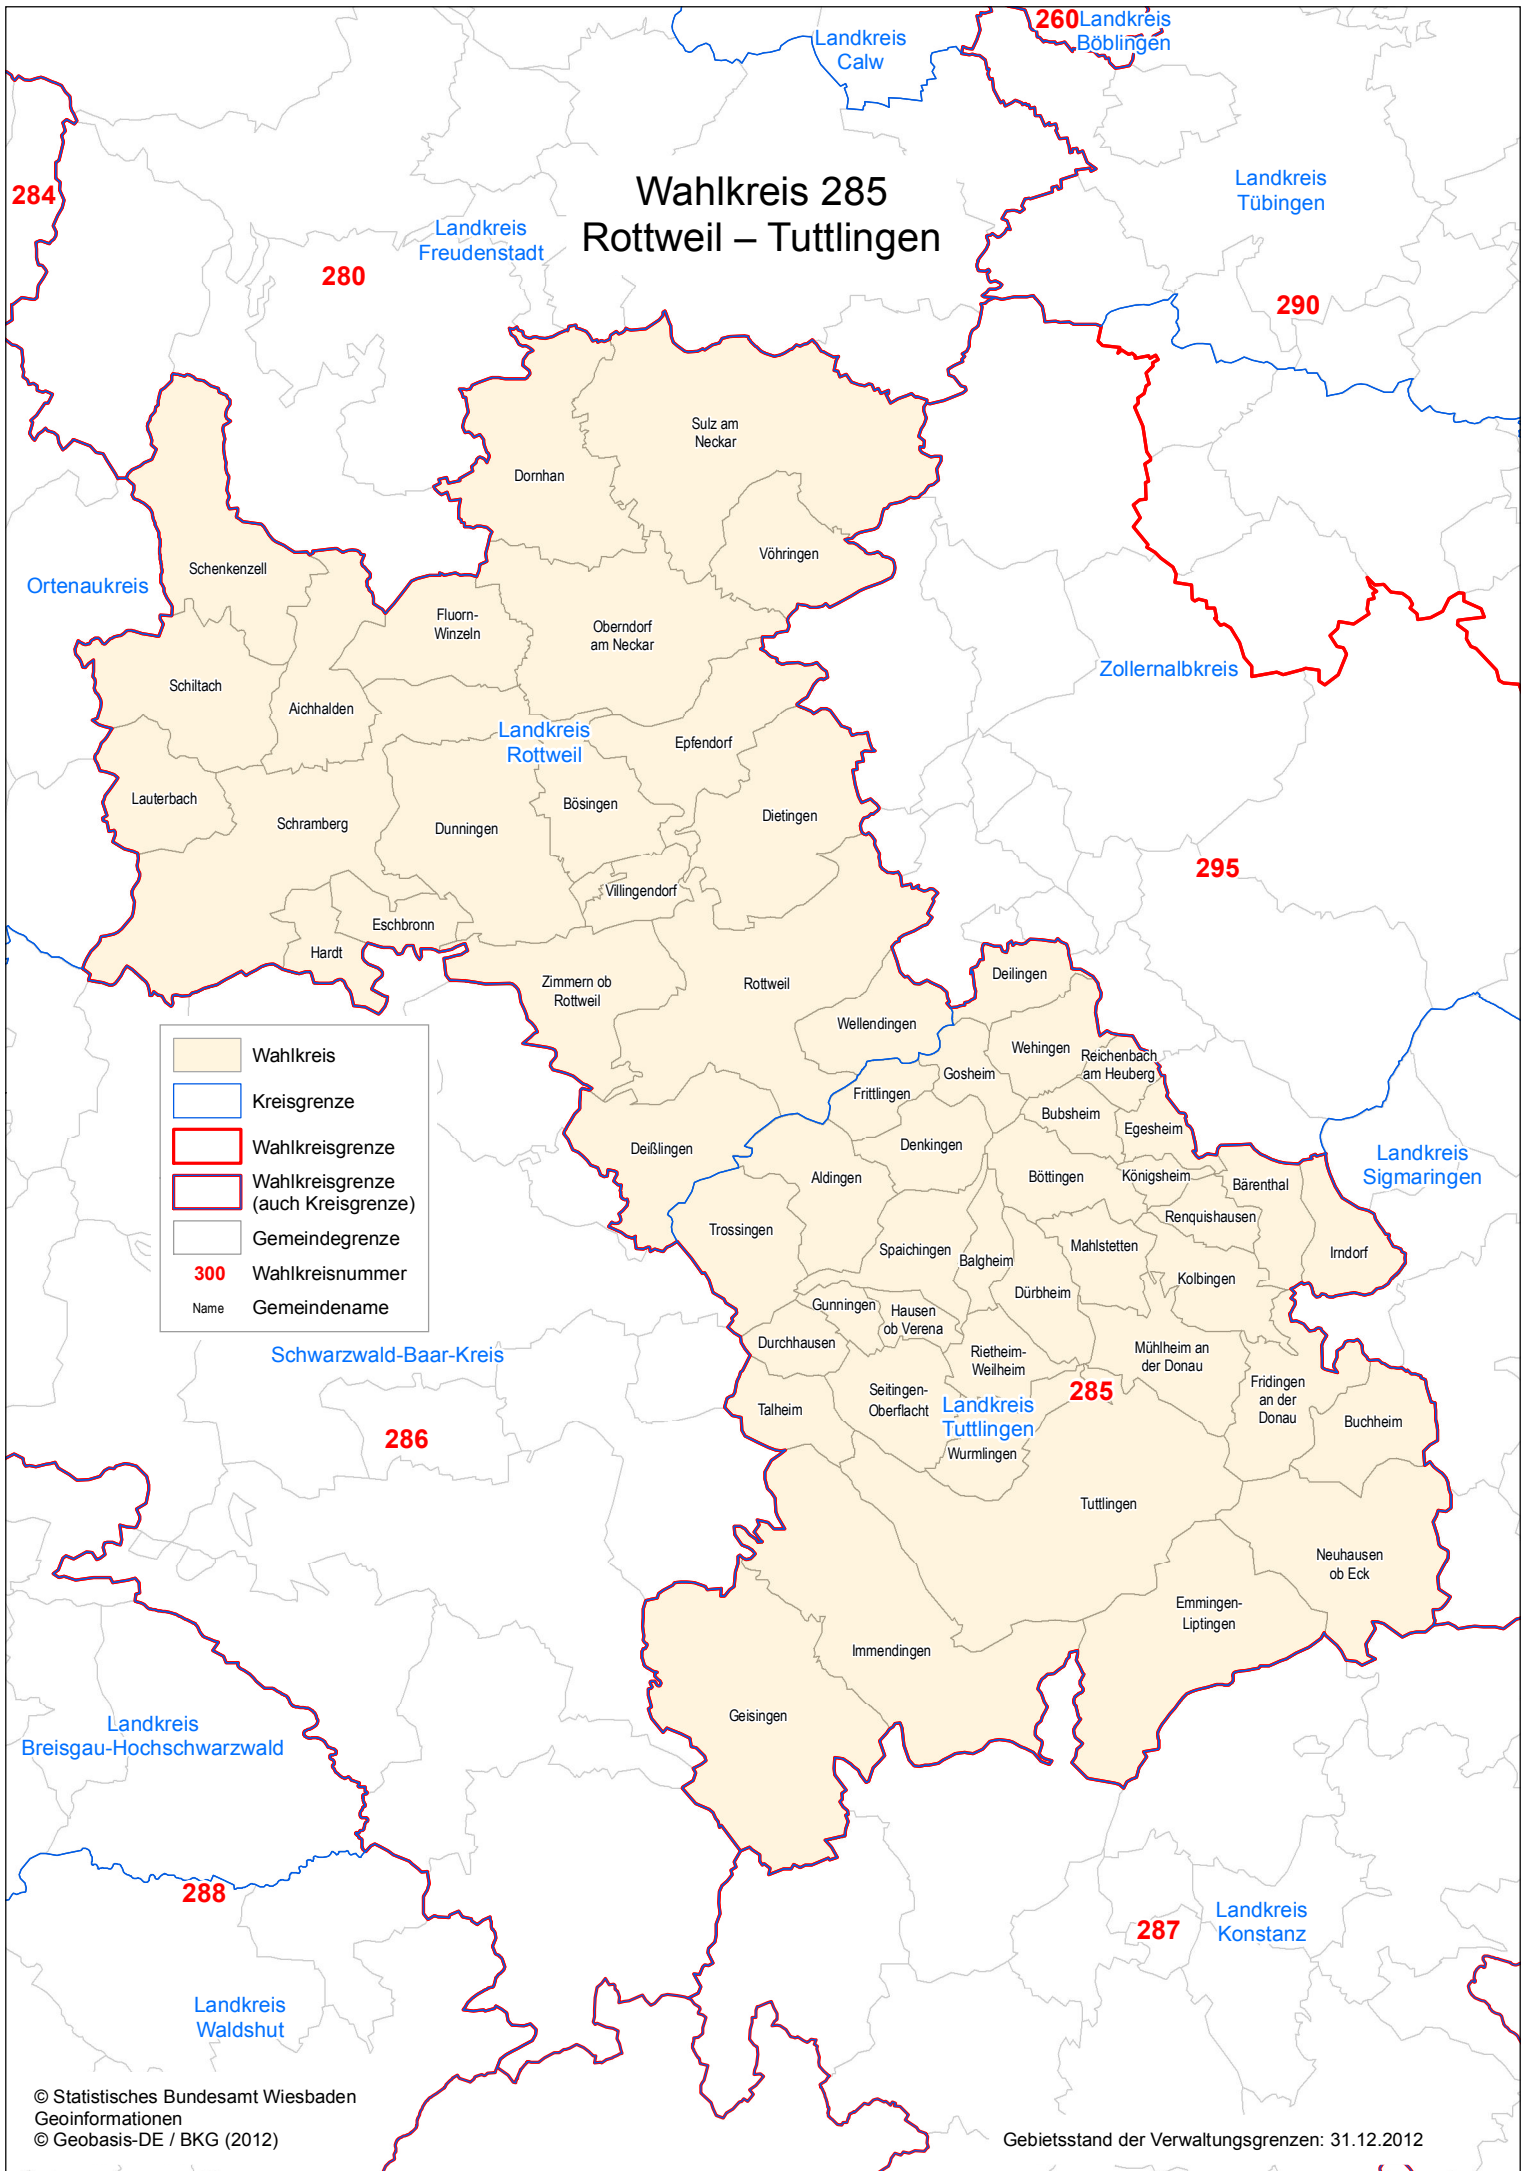 260
Landkreis
Böblingen
Landkreis
Calw
Wahlkreis 285
Rottweil – Tuttlingen
284
Landkreis
Freudenstadt
280
Landkreis
Tübingen
290
Sulz am
Neckar
Dornhan
Vöhringen
Schenkenzell
Ortenaukreis
Fluorn-
Winzeln
Oberndorf
am Neckar
Zollernalbkreis
Schiltach
Aichhalden
Landkreis
Rottweil
Epfendorf
Lauterbach
Schramberg
Dunningen
Bösingen
Dietingen
295
Villingendorf
Eschbronn
Hardt
Zimmern ob
Rottweil
Rottweil
Deilingen
Wellendingen
Wehingen
Reichenbach
am Heuberg
Gosheim
Frittlingen
Bubsheim
Egesheim
Denkingen
Deißlingen
Aldingen
Böttingen
Königsheim
Bärenthal
Landkreis
Sigmaringen
Renquishausen
Trossingen
Spaichingen
Balgheim
Mahlstetten
Irndorf
Kolbingen
Dürbheim
Gunningen
Hausen
ob Verena
Durchhausen
Rietheim-
Weilheim
Mühlheim an
der Donau
Fridingen
an der
Donau
285
Seitingen-
Oberflacht
Talheim
Landkreis
Tuttlingen
Buchheim
Wurmlingen
Tuttlingen
Neuhausen
ob Eck
Emmingen-
Liptingen
Immendingen
Geisingen
Wahlkreis
Kreisgrenze
Wahlkreisgrenze
Wahlkreisgrenze
(auch Kreisgrenze)
Gemeindegrenze
300 Wahlkreisnummer
Name Gemeindename
Schwarzwald-Baar-Kreis
286
Landkreis
Breisgau-Hochschwarzwald
288
Landkreis
Waldshut
287
Landkreis
Konstanz
© Statistisches Bundesamt Wiesbaden
Geoinformationen
© Geobasis-DE / BKG (2012)
Gebietsstand der Verwaltungsgrenzen: 31.12.2012